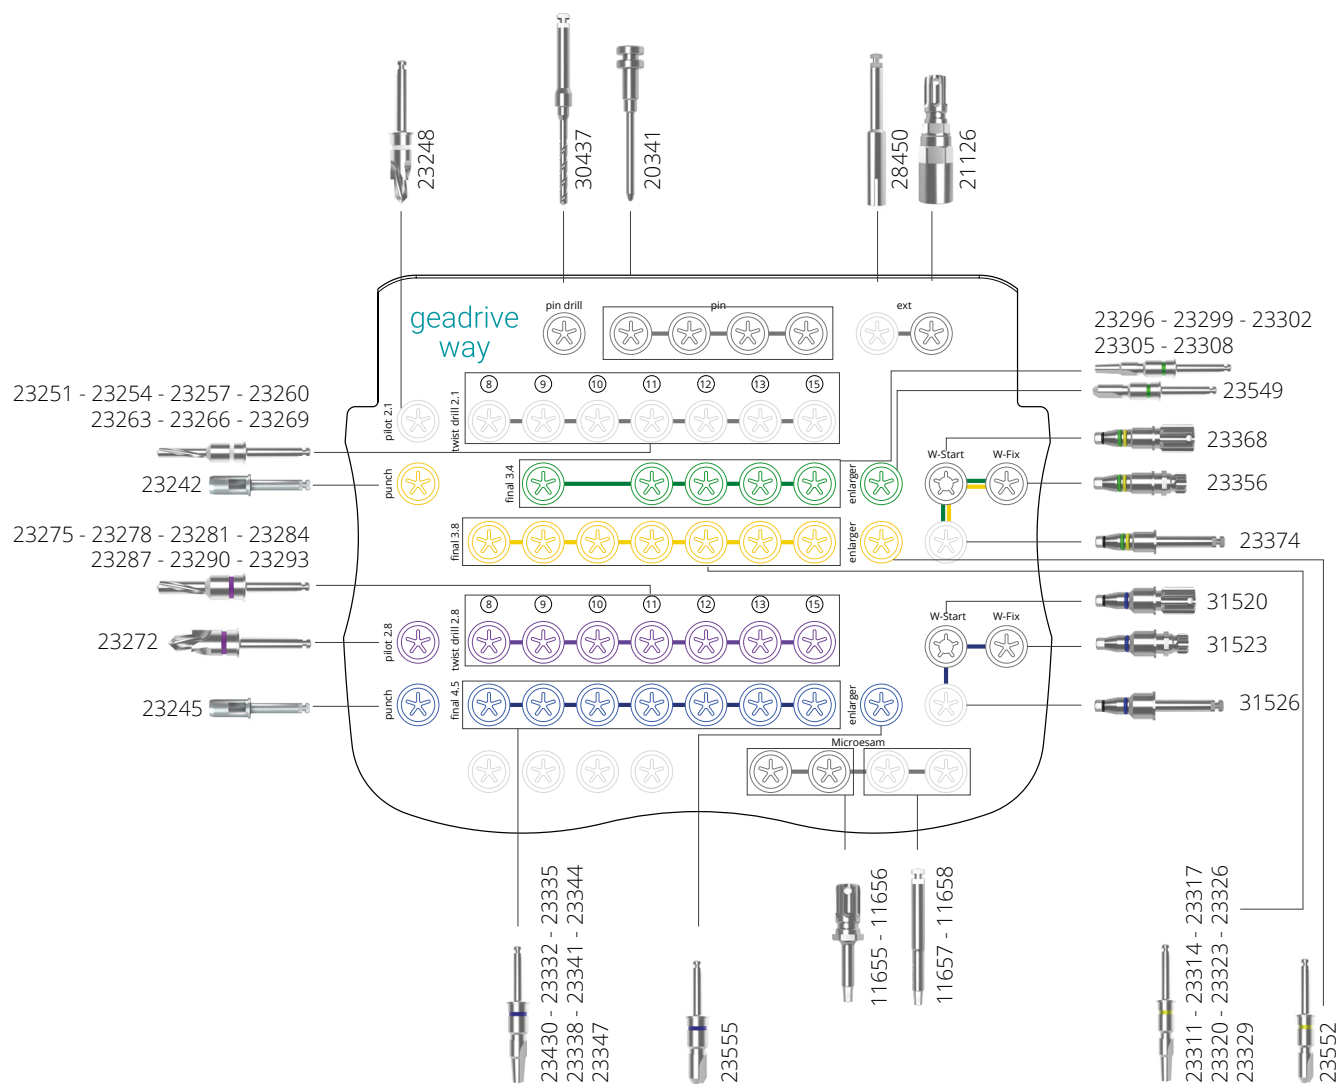 23248
30437
20341
28450
21126
geadrive
way
pin drill
pin
ext
23296 - 23299 - 23302
23305 - 23308
23549
23251 - 23254 - 23257 - 23260
23263 - 23266 - 23269
pilot 2.1
twist drill 2.1
8 9 10 11 12 13 15
23242
punch
final 3.4
enlarger
W-Start
W-Fix
23368
23356
23275 - 23278 - 23281 - 23284
23287 - 23290 - 23293
final 3.8
enlarger
23374
23272
pilot 2.8
twist drill 2.8
8 9 10 11 12 13 15
W-Start
W-Fix
31520
31523
23245
punch
final 4.5
enlarger
31526
Microesam
23430 - 23332 - 23335
23338 - 23341 - 23344
23347
23555
11655 - 11656
11657 - 11658
23311 - 23314 - 23317
23320 - 23323 - 23326
23329
23552